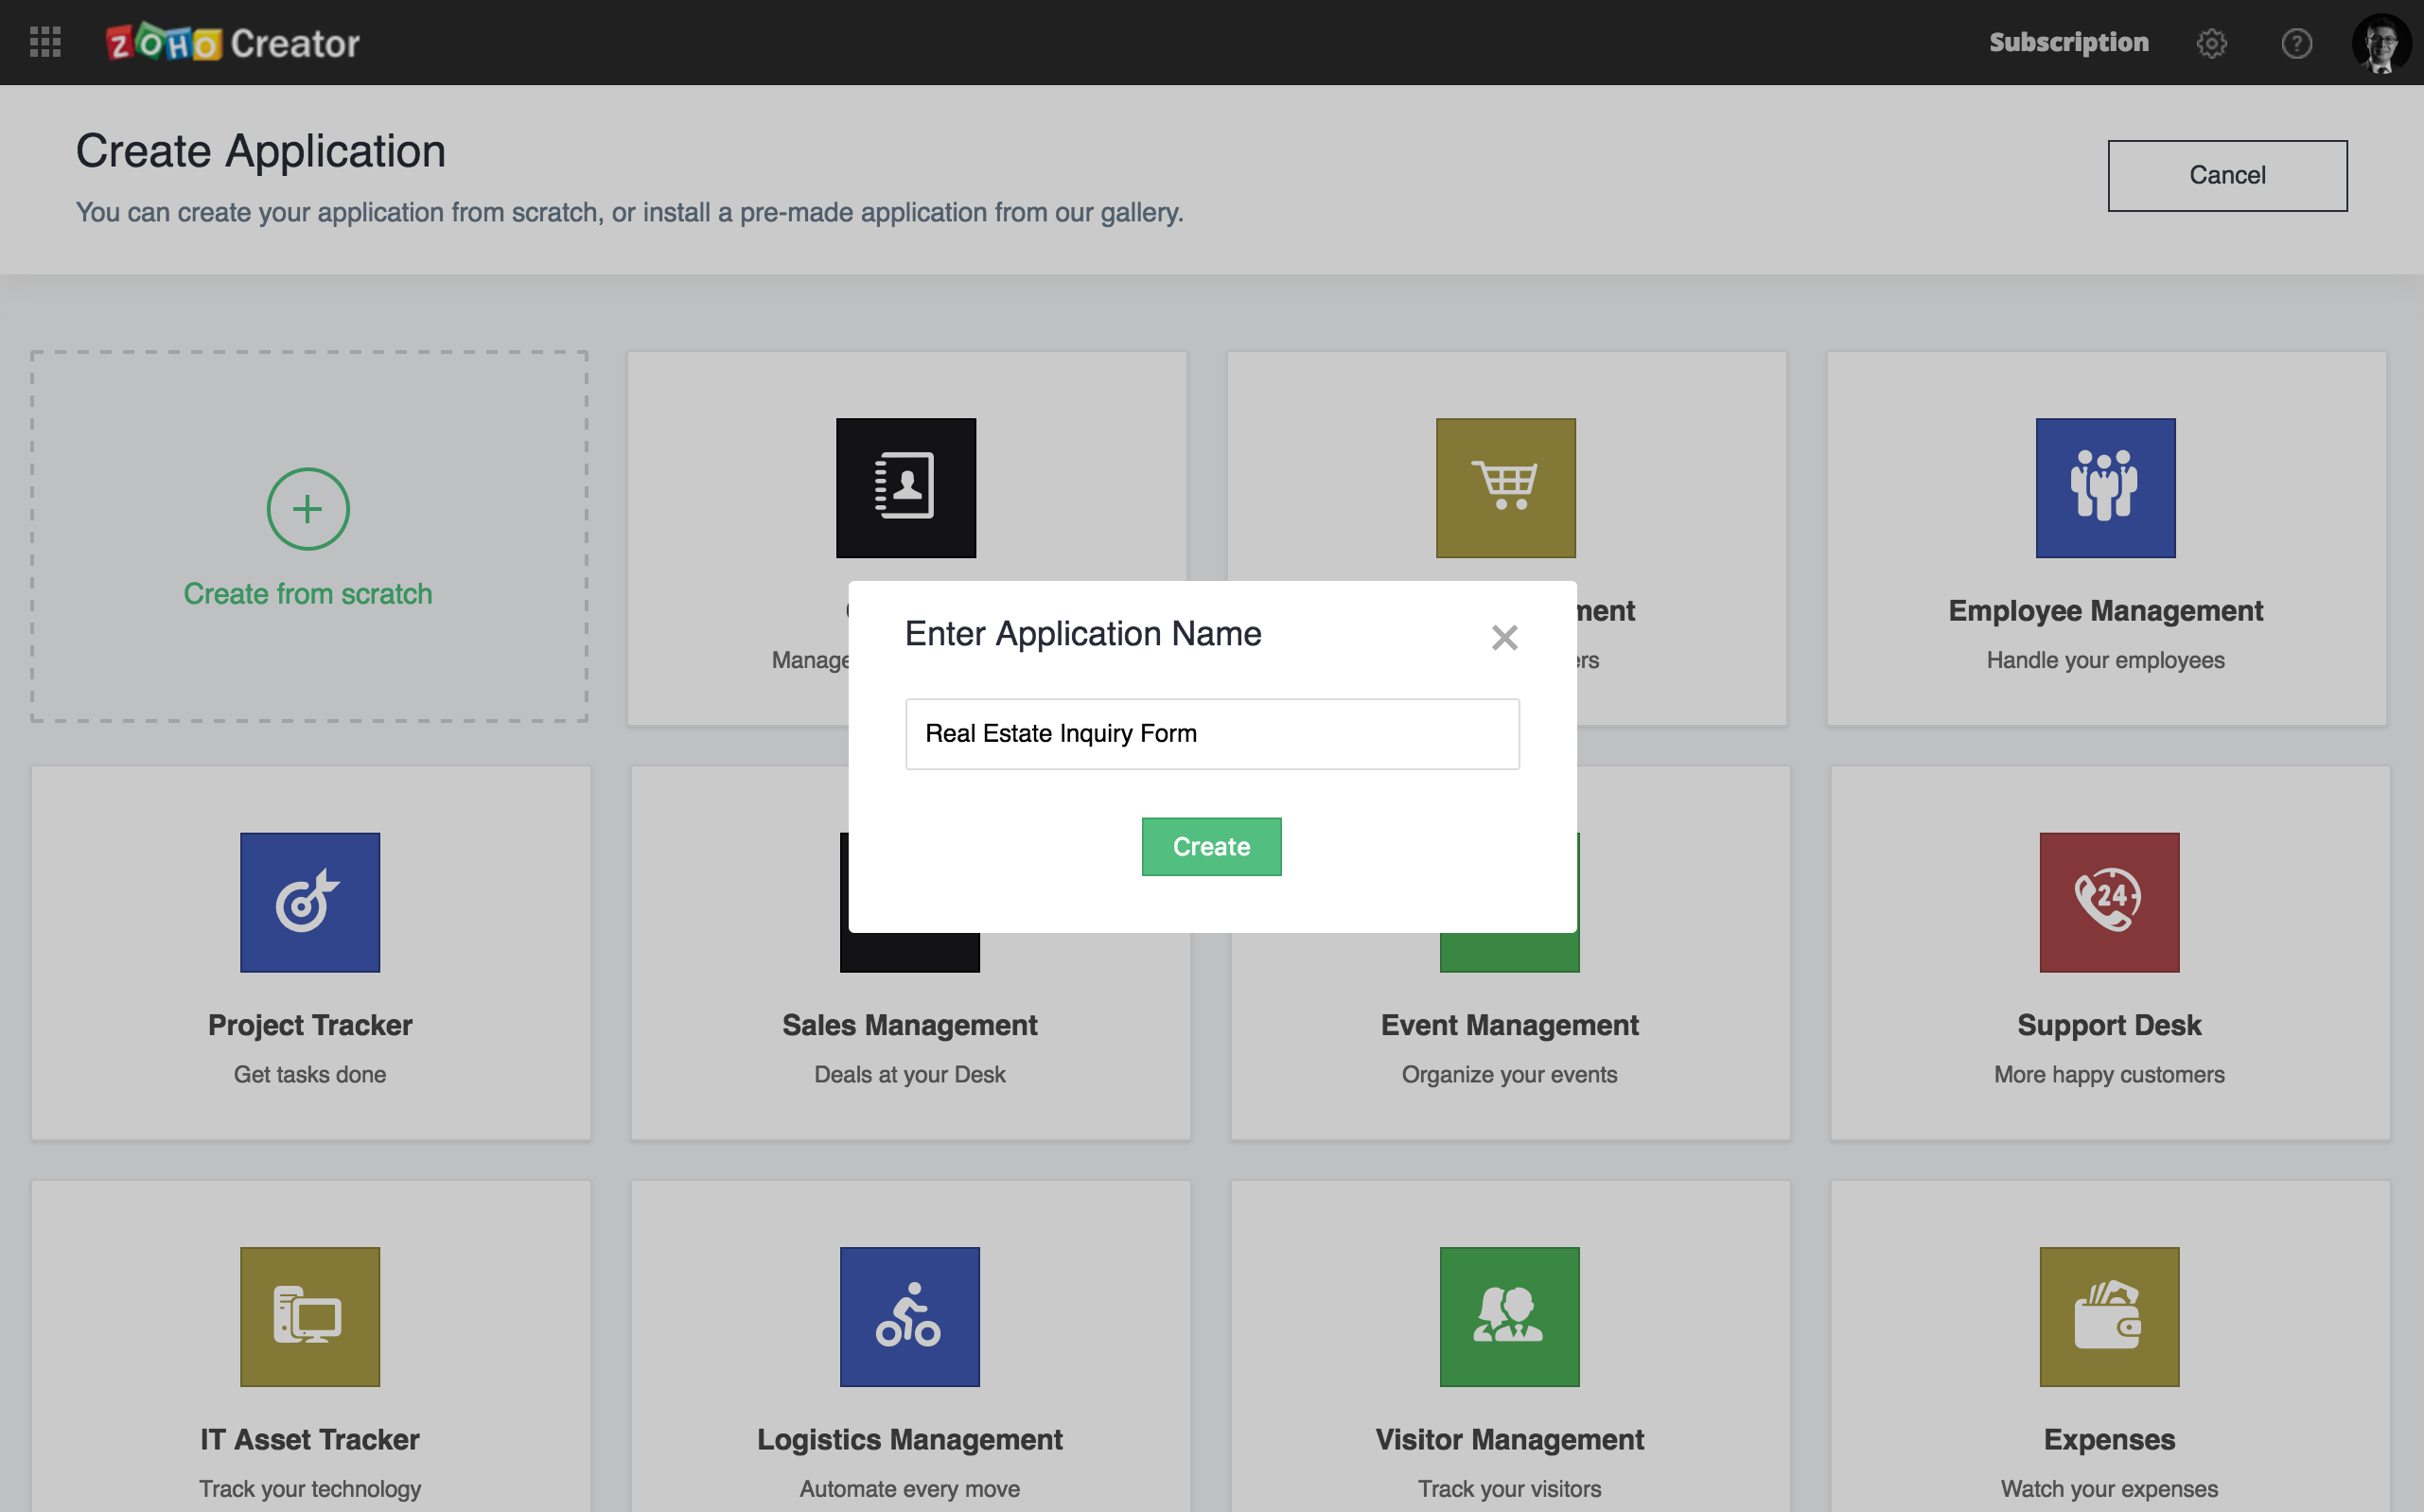 ZOHO Creator
Subscription
Create Application
Cancel
You can create your application from scratch, or install a pre-made application from our gallery.
Create from scratch
Employee Management
Handle your employees
Enter Application Name
Real Estate Inquiry Form
Create
Project Tracker
Get tasks done
Sales Management
Deals at your Desk
Event Management
Organize your events
24
Support Desk
More happy customers
IT Asset Tracker
Track your technology
Logistics Management
Automate every move
Visitor Management
Track your visitors
Expenses
Watch your expenses